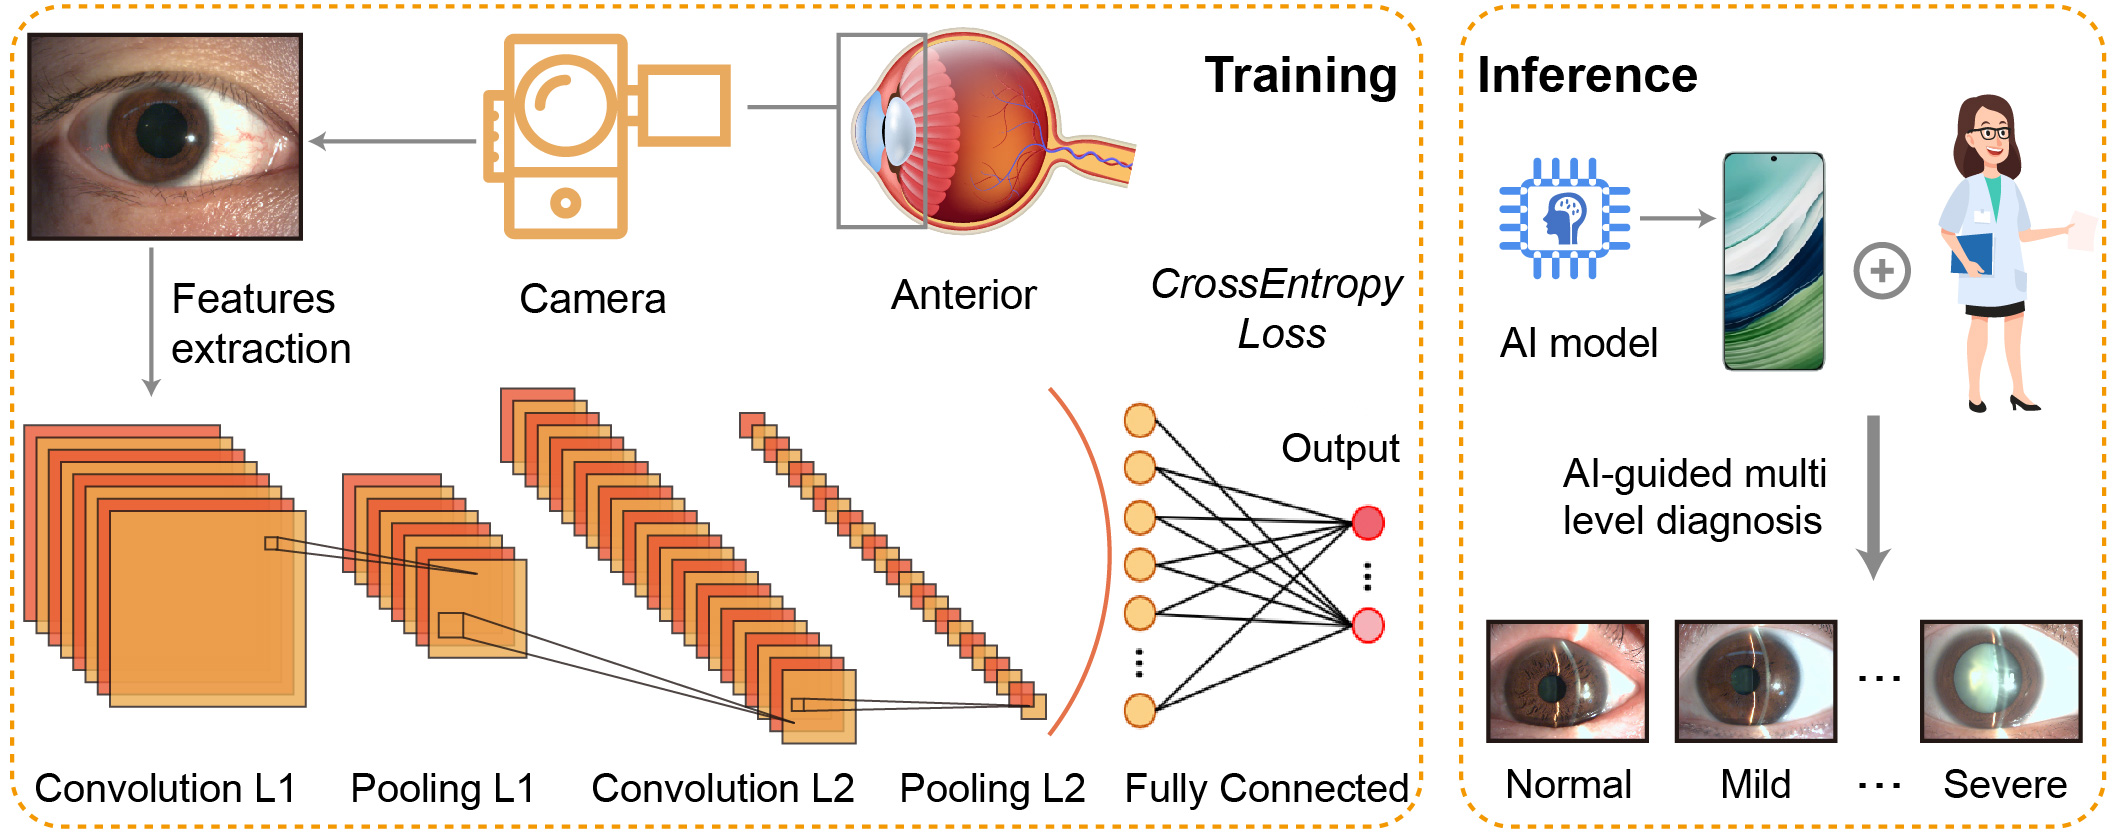 Training
Features
extraction
Camera
Anterior
CrossEntropy
Loss
Output
Convolution L1
Pooling L1
Convolution L2
Pooling L2
Fully Connected
Inference
AI model
AI-guided multi
level diagnosis
Normal
Mild
...
Severe